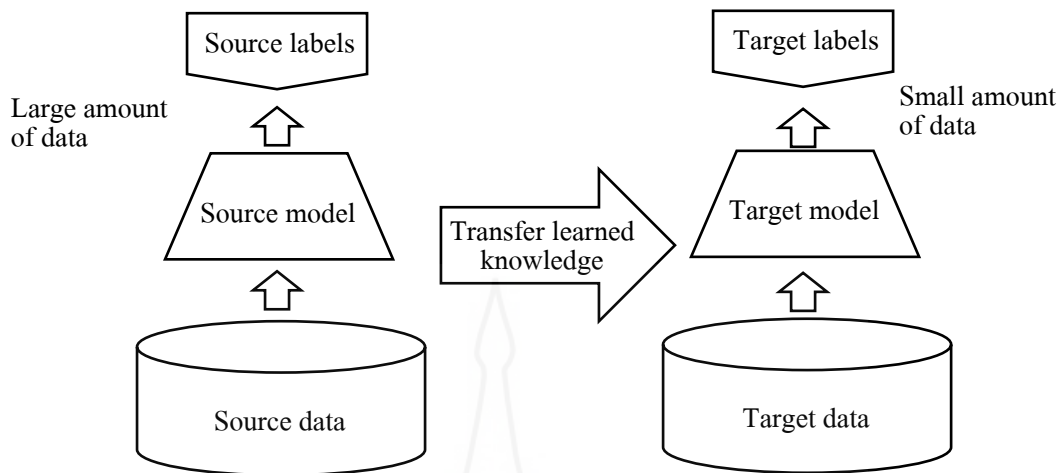 Source labels
Target labels
Large amount
of data
Small amount
of data
Source model
Transfer learned
knowledge
Target model
Source data
Target data